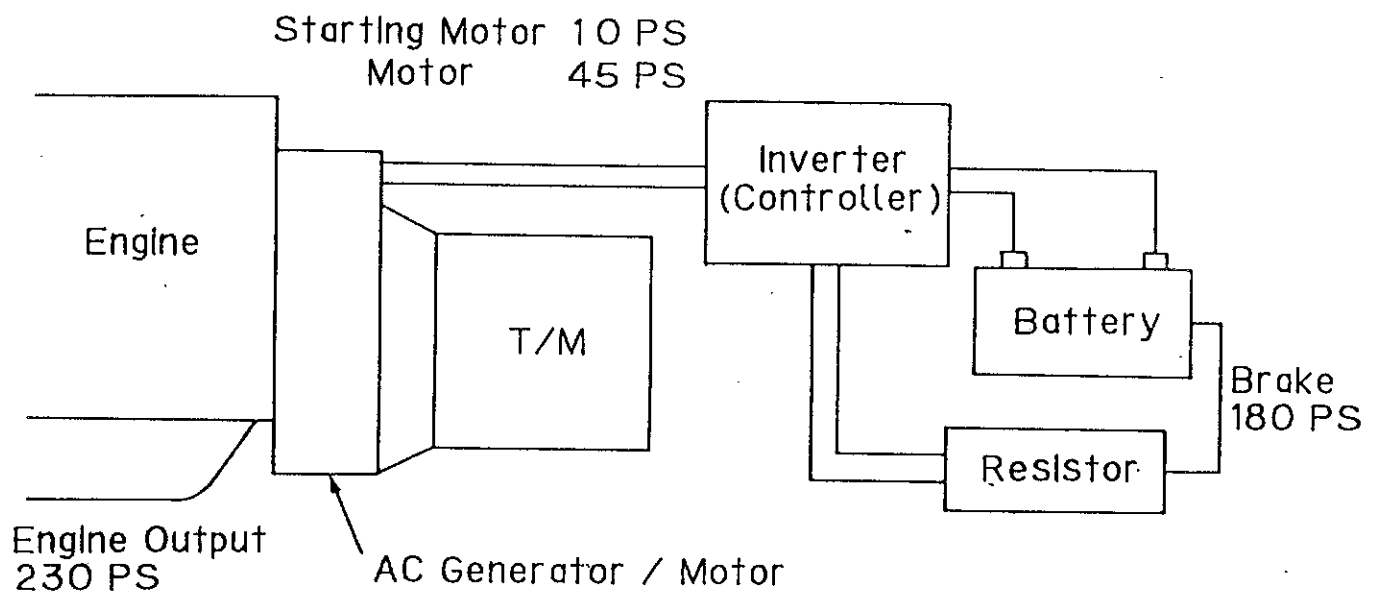 Starting Motor 10 PS
Motor 45 PS
Engine
Inverter
(Controller)
T/M
Battery
Brake
180 PS
Resistor
Engine Output
230 PS
AC Generator / Motor